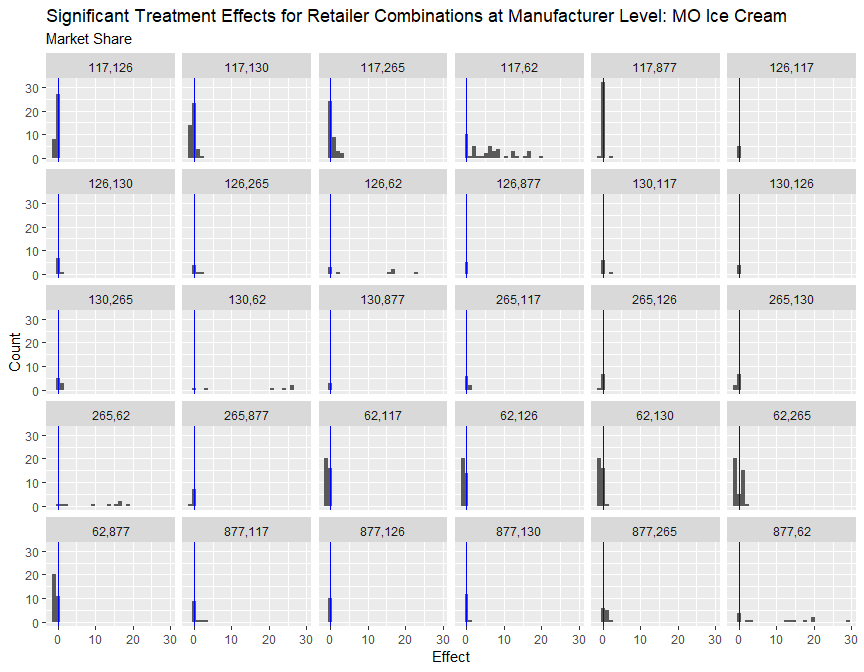 Significant Treatment Effects for Retailer Combinations at Manufacturer Level: MO Ice Cream
Market Share
117,126 117,130 117,265 117,62 117,877 126,117
30
20
10
0
126,130 126,265 126,62 126,877 130,117 130,126
30
20
10
0
130,265 130,62 130,877 265,117 265,126 265,130
30
20
10
0
Count
265,62 265,877 62,117 62,126 62,130 62,265
30
20
10
0
62,877 877,117 877,126 877,130 877,265 877,62
30
20
10
0
0 10 20 30 0 10 20 30 0 10 20 30 0 10 20 30 0 10 20 30 0 10 20 30
Effect